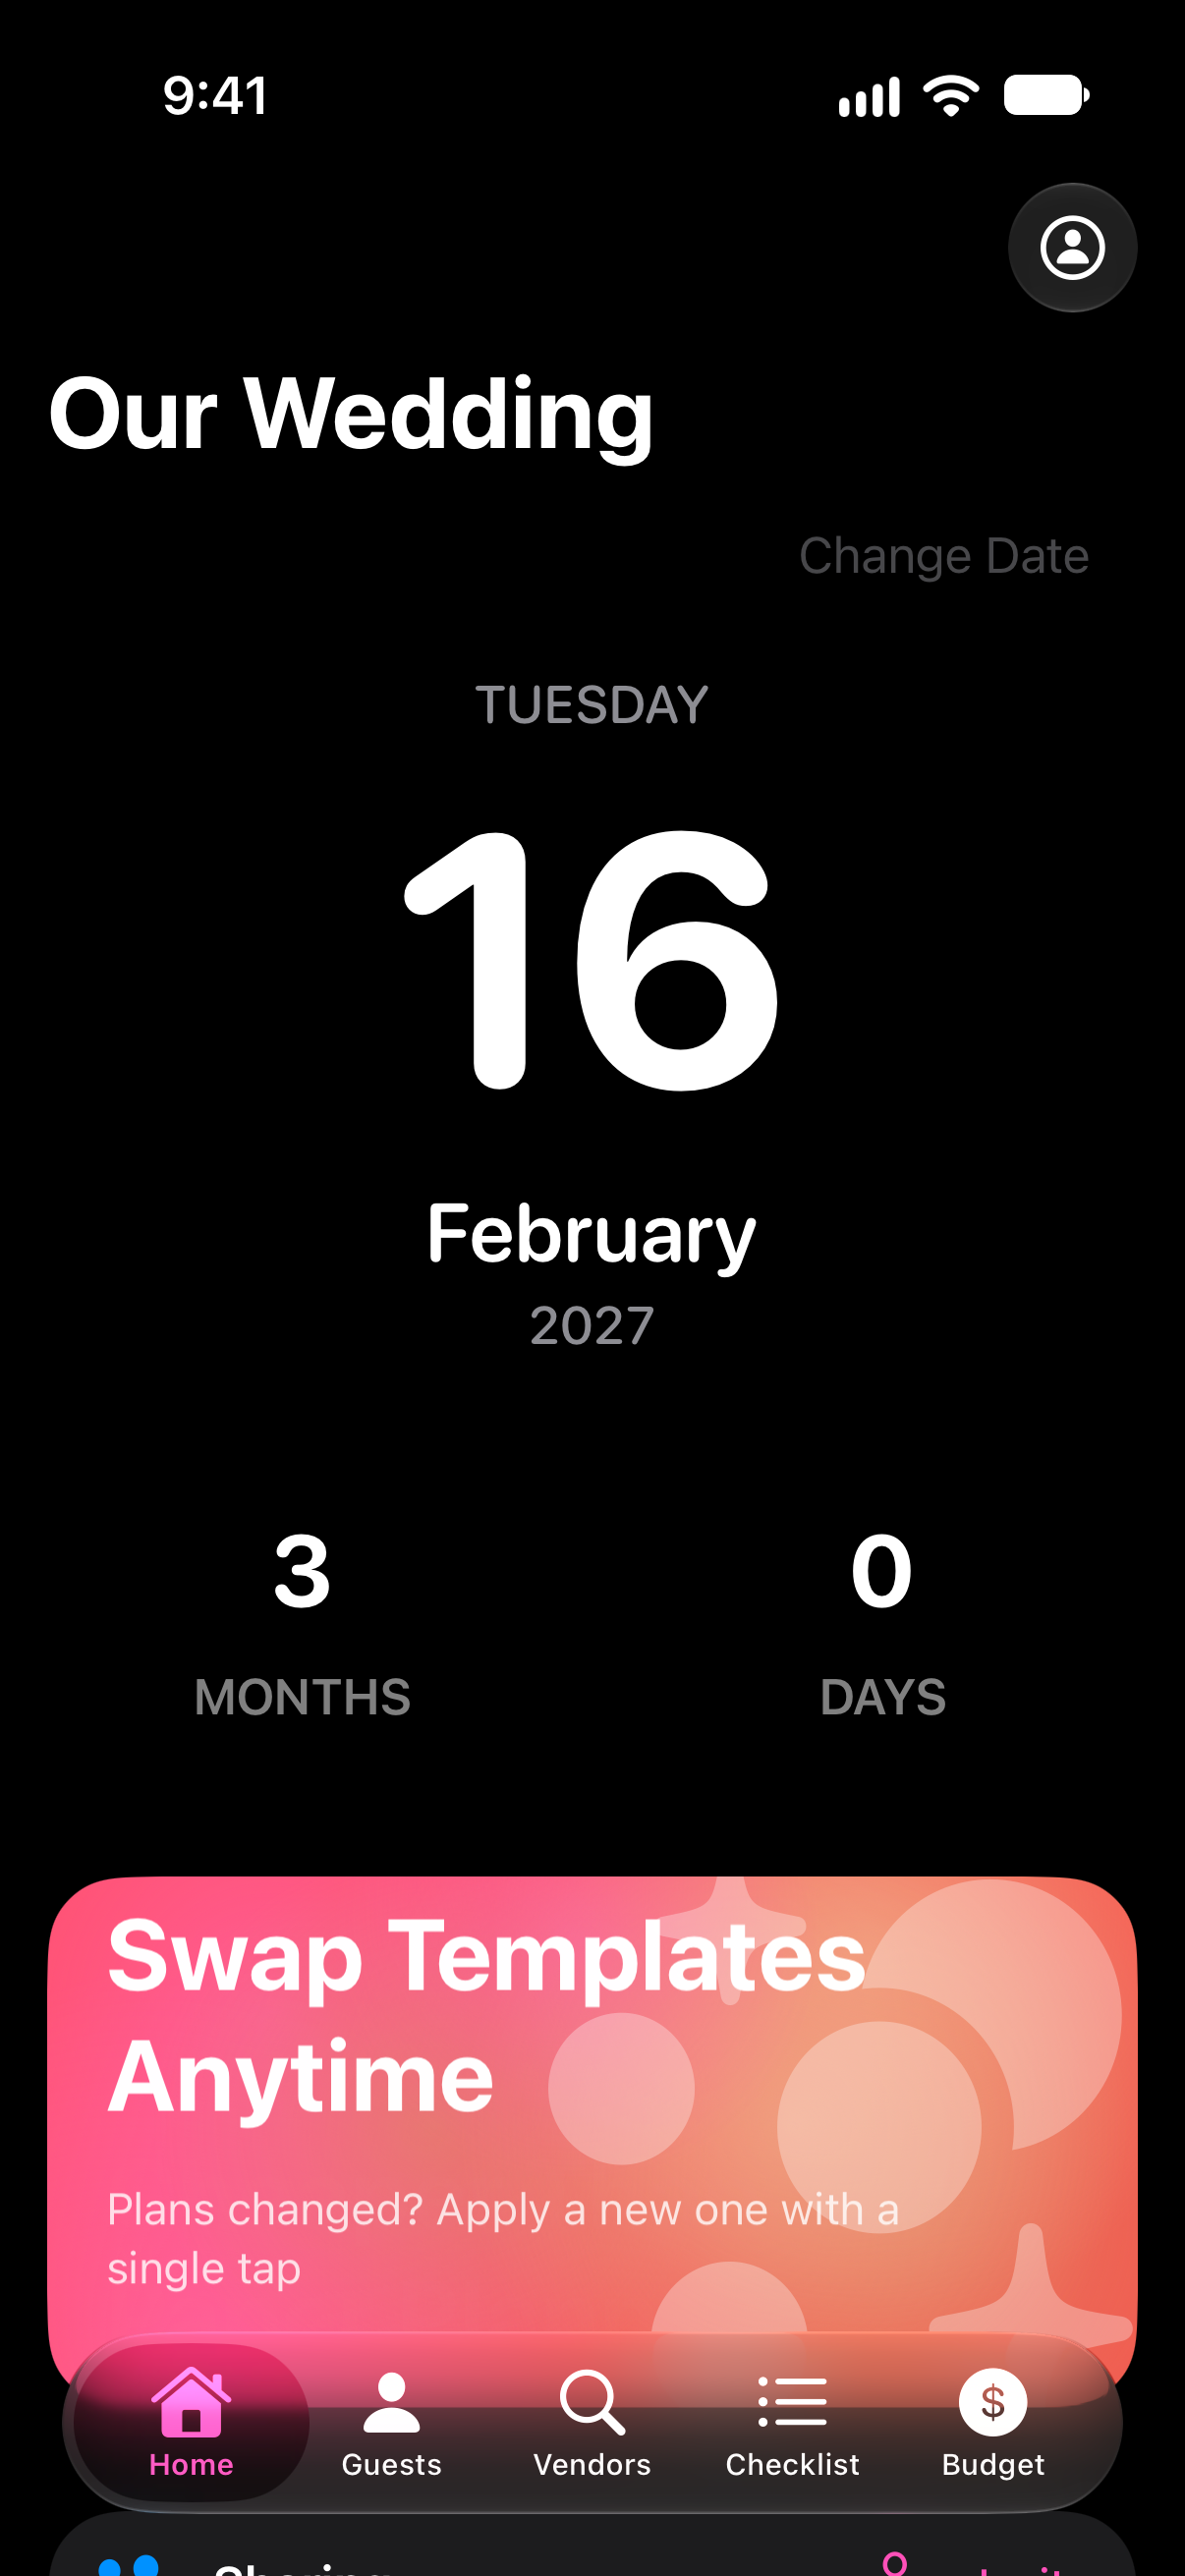 9:41
Our Wedding
Change Date
TUESDAY
16
February
2027
3
0
MONTHS
DAYS
Swap Templates
Anytime
Plans changed? Apply a new one with a
single tap
$
Home
Guests
Vendors
Checklist
Budget
Sharing